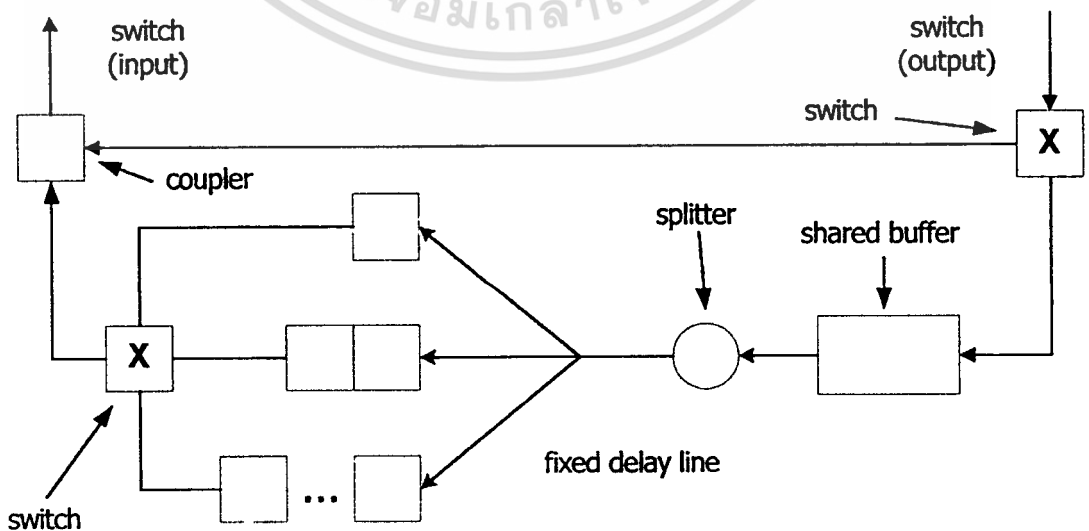 switch
(input)
switch
(output)
switch
X
coupler
splitter
shared buffer
X
fixed delay line
...
switch